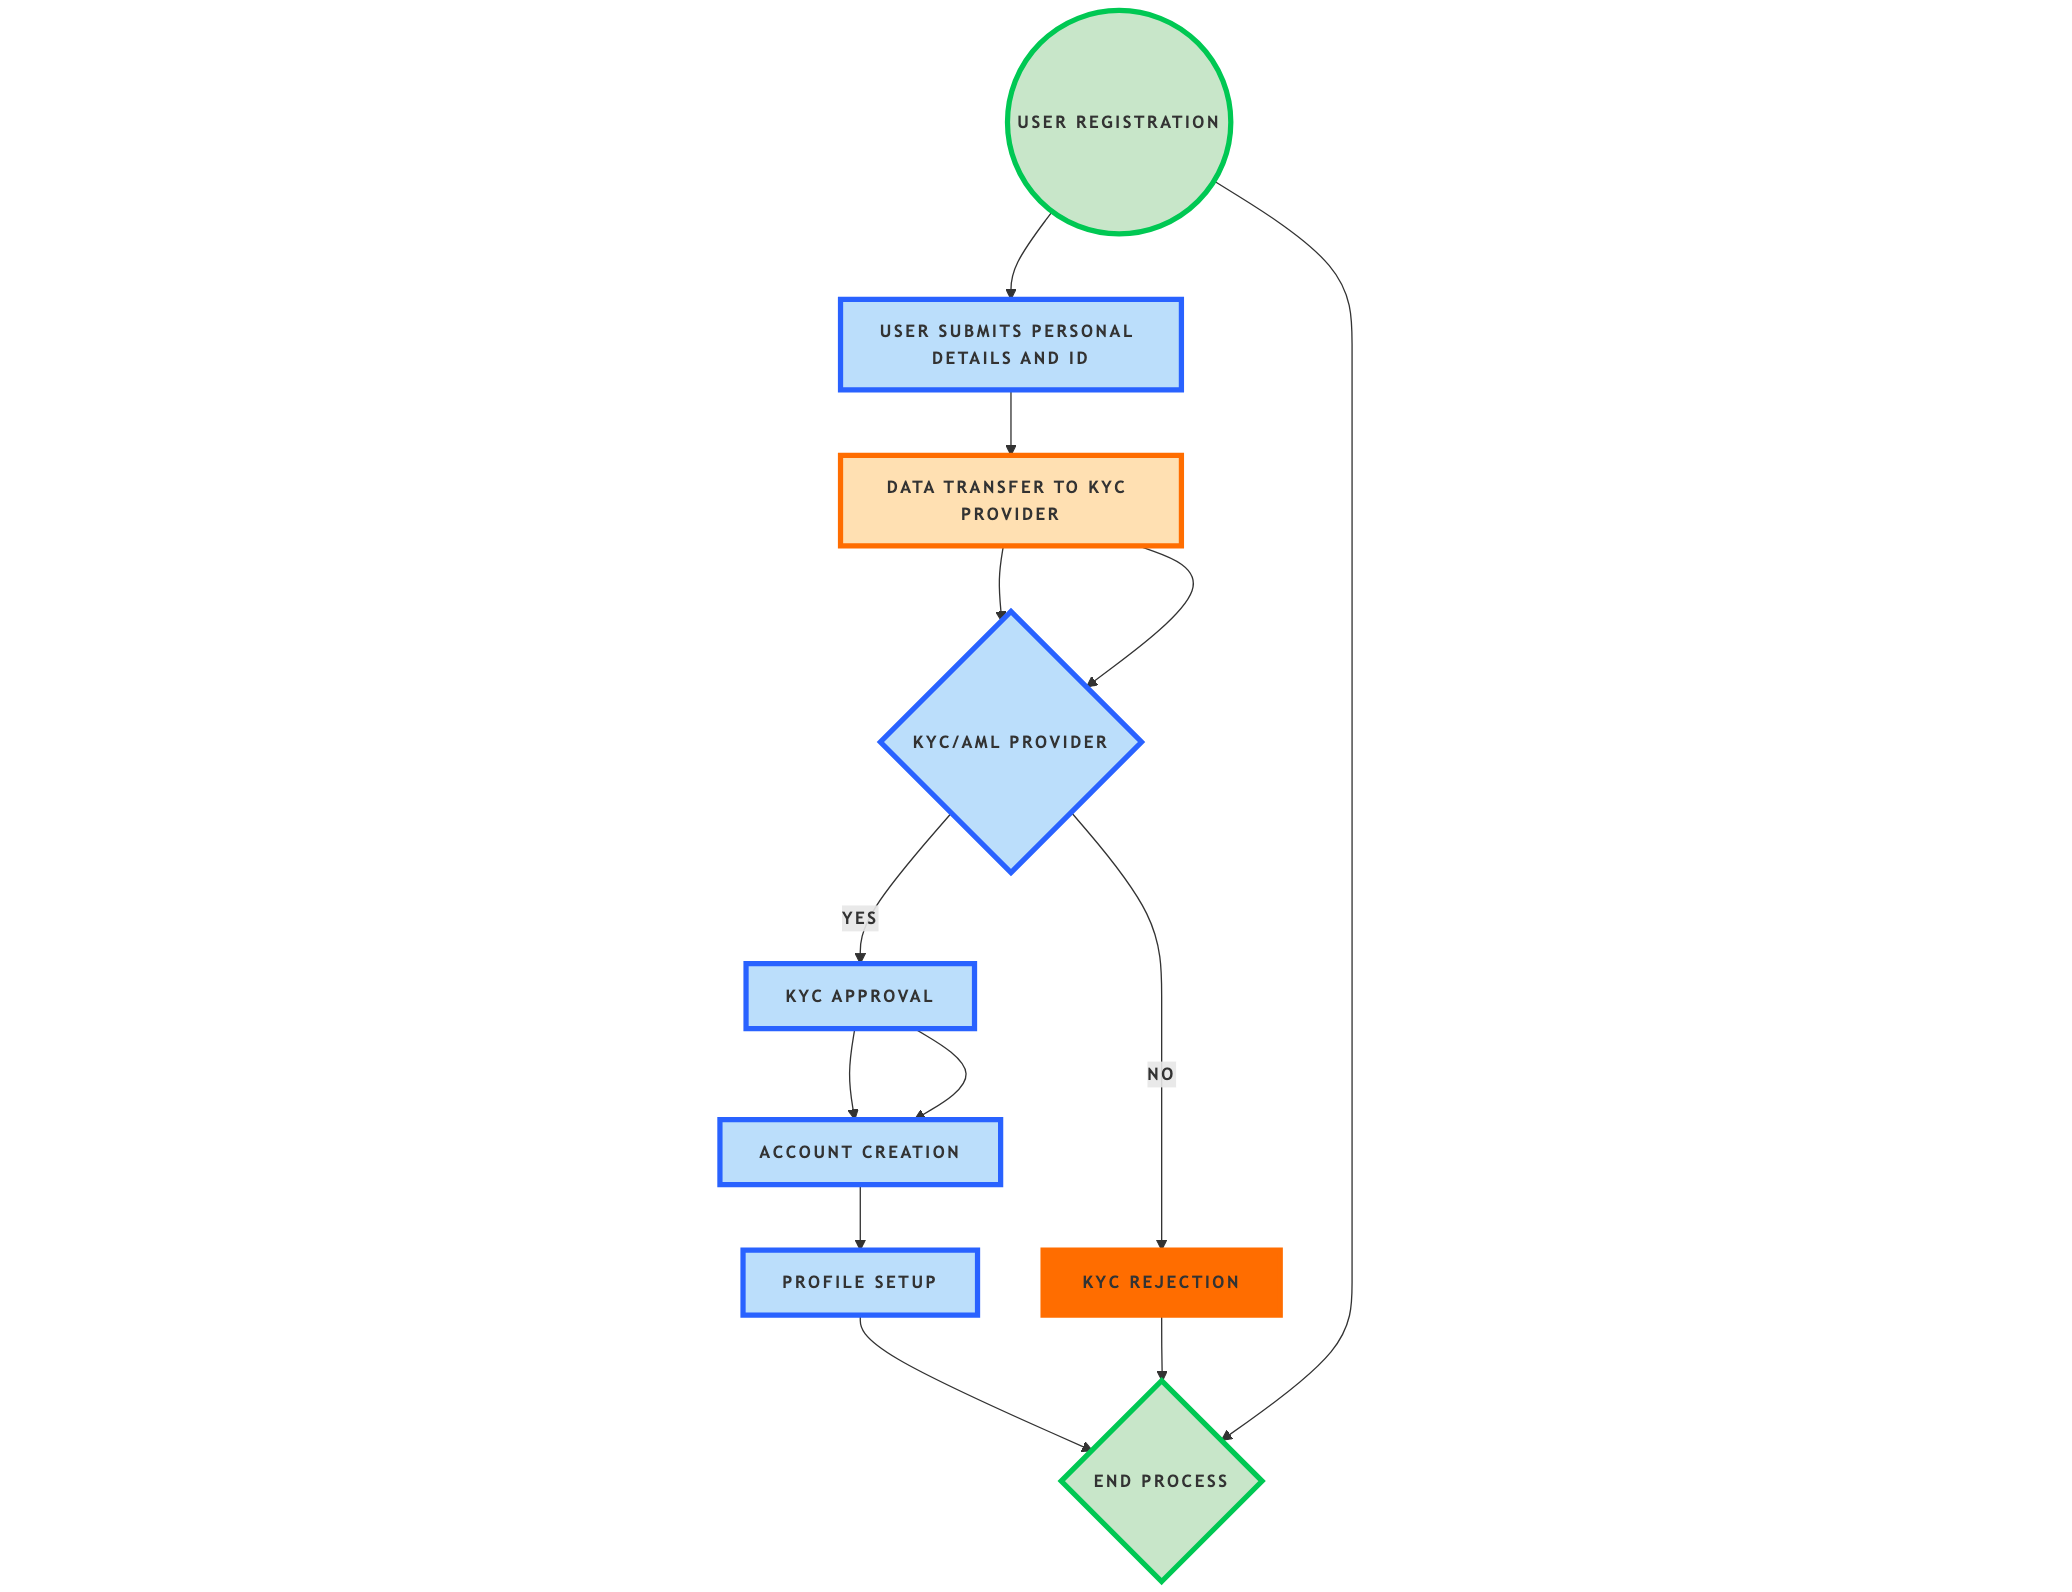 USER REGISTRATION
USER SUBMITS PERSONAL
DETAILS AND ID
DATA TRANSFER TO KYC
PROVIDER
KYC/AML PROVIDER
YES
KYC APPROVAL
NO
ACCOUNT CREATION
PROFILE SETUP
KYC REJECTION
END PROCESS